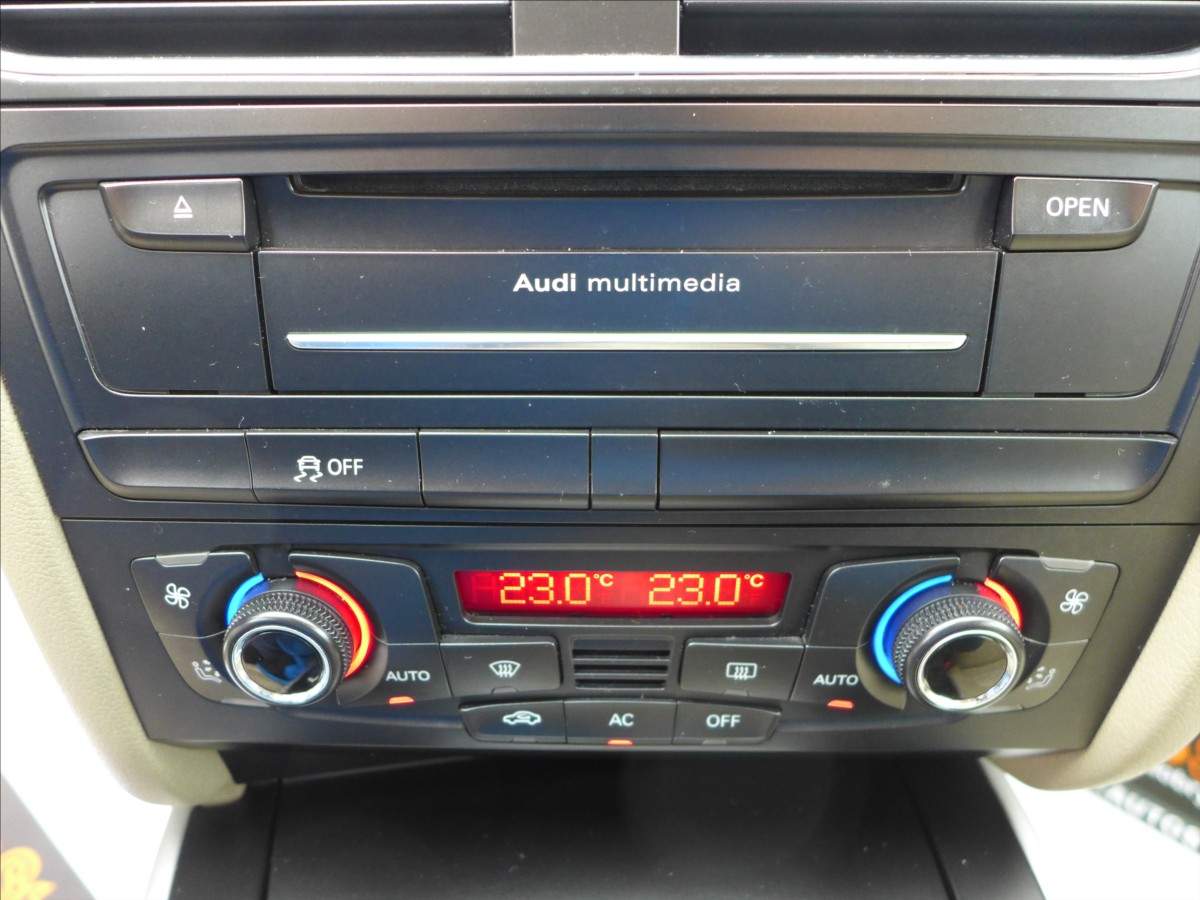 OPEN
Audi multimedia
OFF
23.0°C 23.0°C
AUTO
AUTO
AC
OFF